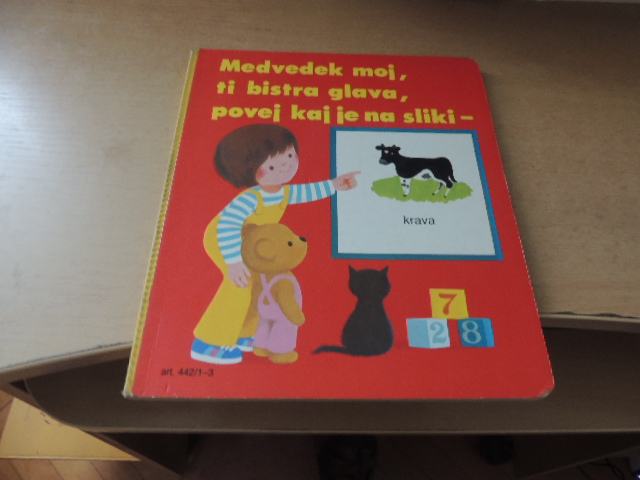 Medvedek moj,
ti bistra glava,
povej kaj je na sliki –
krava
7
2 8
art. 442/1–3